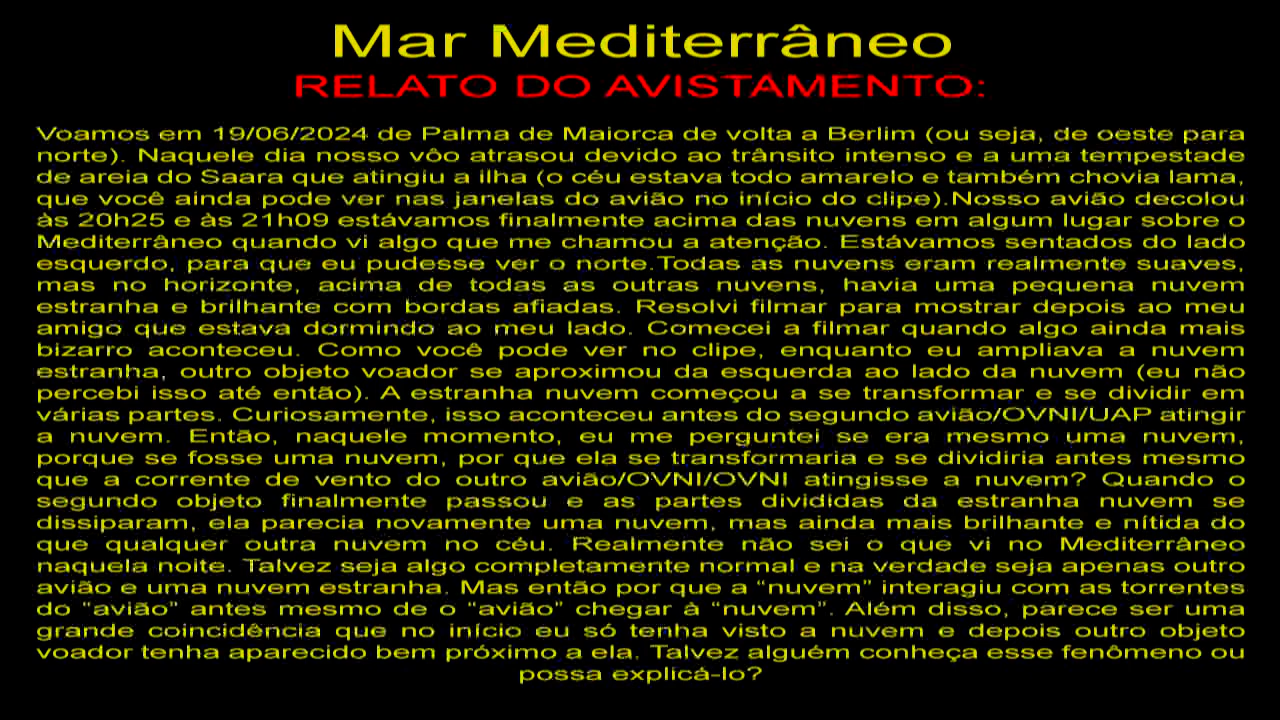 Mar Mediterrâneo
RELATO DO AVISTAMENTO:
Voamos em 19/06/2024 de Palma de Maiorca de volta a Berlim (ou seja, de oeste para
norte). Naquele dia nosso vôo atrasou devido ao trânsito intenso e a uma tempestade
de areia do Saara que atingiu a ilha (o céu estava todo amarelo e também chovia lama,
que você ainda pode ver nas janelas do avião no início do clipe).Nosso avião decolou
às 20h25 e às 21h09 estávamos finalmente acima das nuvens em algum lugar sobre o
Mediterrâneo quando vi algo que me chamou a atenção. Estávamos sentados do lado
esquerdo, para que eu pudesse ver o norte.Todas as nuvens eram realmente suaves,
mas no horizonte, acima de todas as outras nuvens, havia uma pequena nuvem
estranha e brilhante com bordas afiadas. Resolvi filmar para mostrar depois ao meu
amigo que estava dormindo ao meu lado. Comecei a filmar quando algo ainda mais
bizarro aconteceu. Como você pode ver no clipe, enquanto eu ampliava a nuvem
estranha, outro objeto voador se aproximou da esquerda ao lado da nuvem (eu não
percebi isso até então). A estranha nuvem começou a se transformar e se dividir em
várias partes. Curiosamente, isso aconteceu antes do segundo avião/OVNI/UAP atingir
a nuvem. Então, naquele momento, eu me perguntei se era mesmo uma nuvem,
porque se fosse uma nuvem, por que ela se transformaria e se dividiria antes mesmo
que a corrente de vento do outro avião/OVNI/OVNI atingisse a nuvem? Quando o
segundo objeto finalmente passou e as partes divididas da estranha nuvem se
dissiparam, ela parecia novamente uma nuvem, mas ainda mais brilhante e nítida do
que qualquer outra nuvem no céu. Realmente não sei o que vi no Mediterrâneo
naquela noite. Talvez seja algo completamente normal e na verdade seja apenas outro
avião e uma nuvem estranha. Mas então por que a “nuvem” interagiu com as torrentes
do “avião” antes mesmo de o “avião” chegar à “nuvem”. Além disso, parece ser uma
grande coincidência que no início eu só tenha visto a nuvem e depois outro objeto
voador tenha aparecido bem próximo a ela. Talvez alguém conheça esse fenômeno ou
possa explicá-lo?